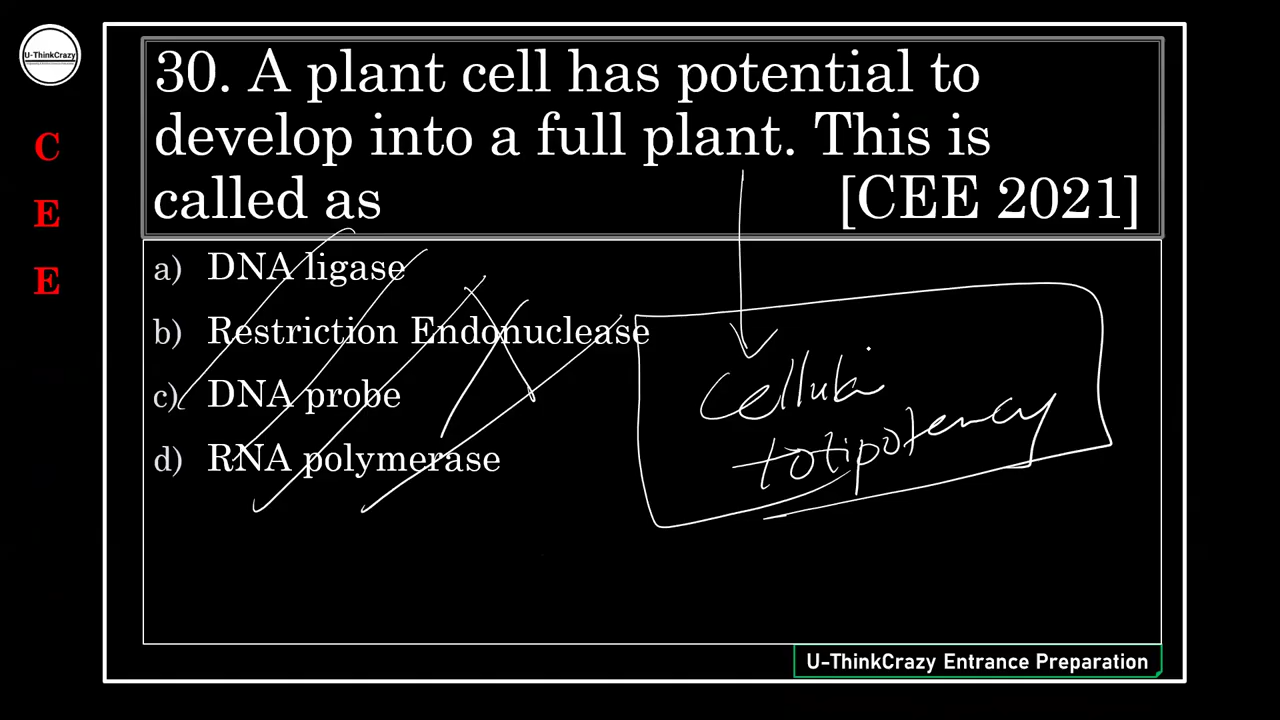 U-ThinkCrazy
C
E
E
30. A plant cell has potential to
develop into a full plant. This is
called as [CEE 2021]
a) DNA ligase
b) Restriction Endonuclease
c) DNA probe
d) RNA polymerase
totipotency
U-ThinkCrazy Entrance Preparation